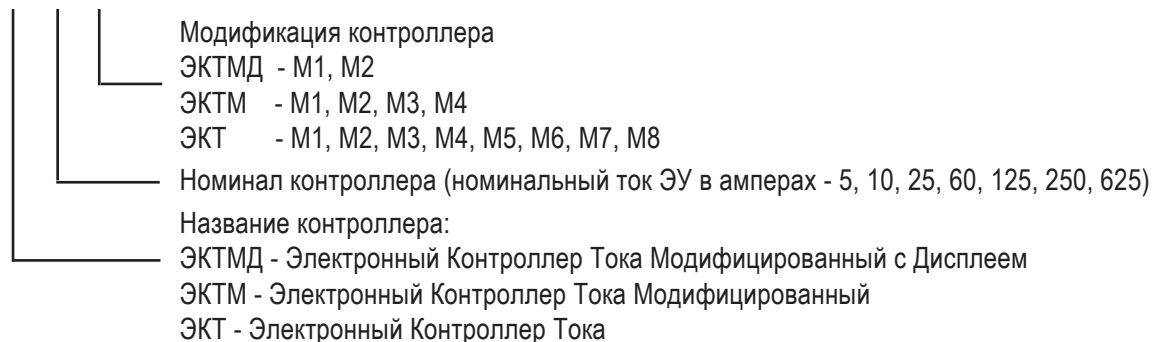 Модификация контроллера
ЭКТМД - М1, М2
ЭКТМ - М1, М2, М3, М4
ЭКТ - М1, М2, М3, М4, М5, М6, М7, М8
Номинал контроллера (номинальный ток ЭУ в амперах - 5, 10, 25, 60, 125, 250, 625)
Название контроллера:
ЭКТМД - Электронный Контроллер Тока Модифицированный с Дисплеем
ЭКТМ - Электронный Контроллер Тока Модифицированный
ЭКТ - Электронный Контроллер Тока